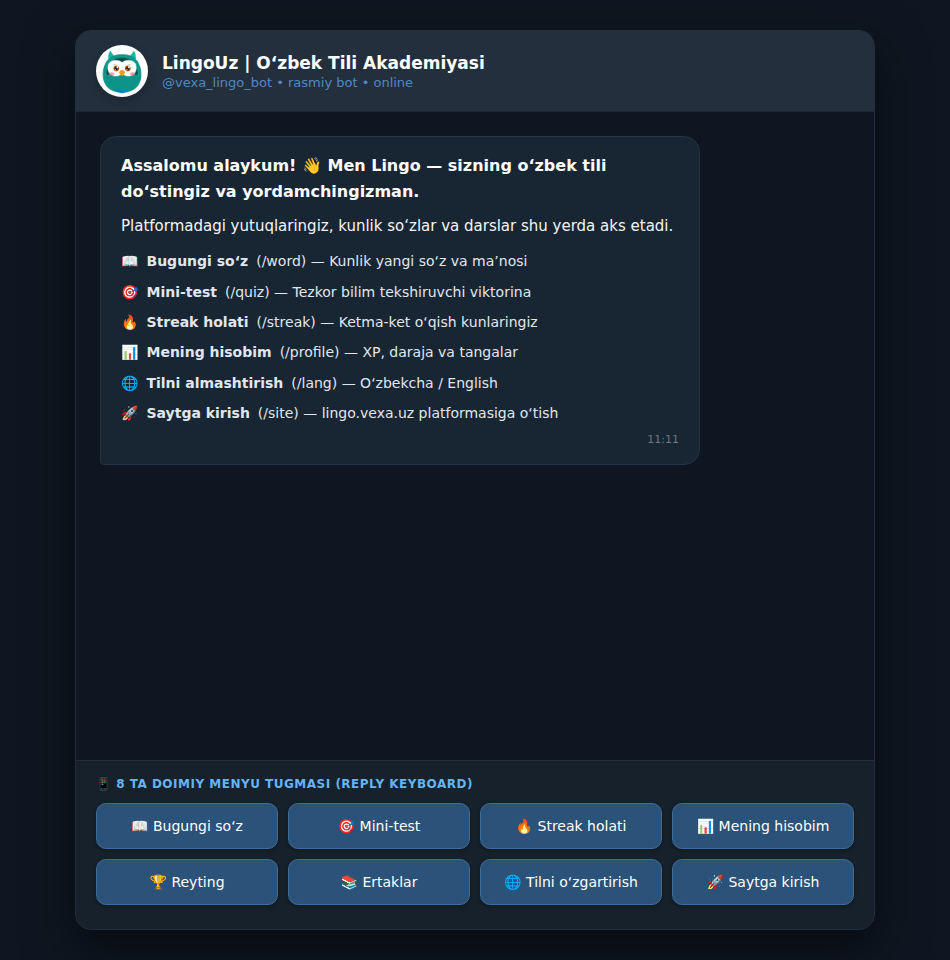 LingoUz | Oʻzbek Tili Akademiyasi
@vexa_lingo_bot • rasmiy bot • online
Assalomu alaykum! 👋 Men Lingo — sizning oʻzbek tili
doʻstingiz va yordamchingizman.
Platformadagi yutuqlaringiz, kunlik soʻzlar va darslar shu yerda aks etadi.
📖 Bugungi soʻz (/word) — Kunlik yangi soʻz va maʼnosi
🎯 Mini-test (/quiz) — Tezkor bilim tekshiruvchi viktorina
🔥 Streak holati (/streak) — Ketma-ket oʻqish kunlaringiz
📊 Mening hisobim (/profile) — XP, daraja va tangalar
🌐 Tilni almashtirish (/lang) — Oʻzbekcha / English
🚀 Saytga kirish (/site) — lingo.vexa.uz platformasiga oʻtish
11:11
📱 8 TA DOIMIY MENYU TUGMASI (REPLY KEYBOARD)
📖 Bugungi soʻz
🎯 Mini-test
🔥 Streak holati
📊 Mening hisobim
🏆 Reyting
📚 Ertaklar
🌐 Tilni oʻzgartirish
🚀 Saytga kirish